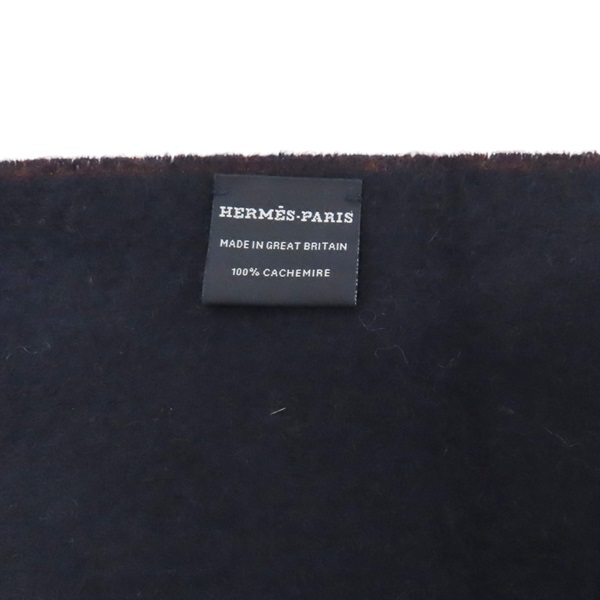 HERMÈS-PARIS
MADE IN GREAT BRITAIN
100% CACHEMIRE